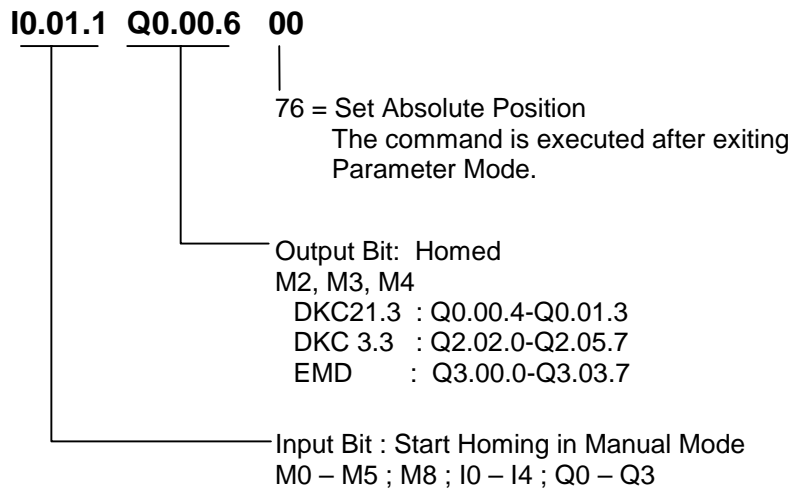 I0.01.1 Q0.00.6 00
76 = Set Absolute Position
The command is executed after exiting
Parameter Mode.
Output Bit: Homed
M2, M3, M4
DKC21.3 : Q0.00.4-Q0.01.3
DKC 3.3 : Q2.02.0-Q2.05.7
EMD : Q3.00.0-Q3.03.7
Input Bit : Start Homing in Manual Mode
M0 – M5 ; M8 ; I0 – I4 ; Q0 – Q3